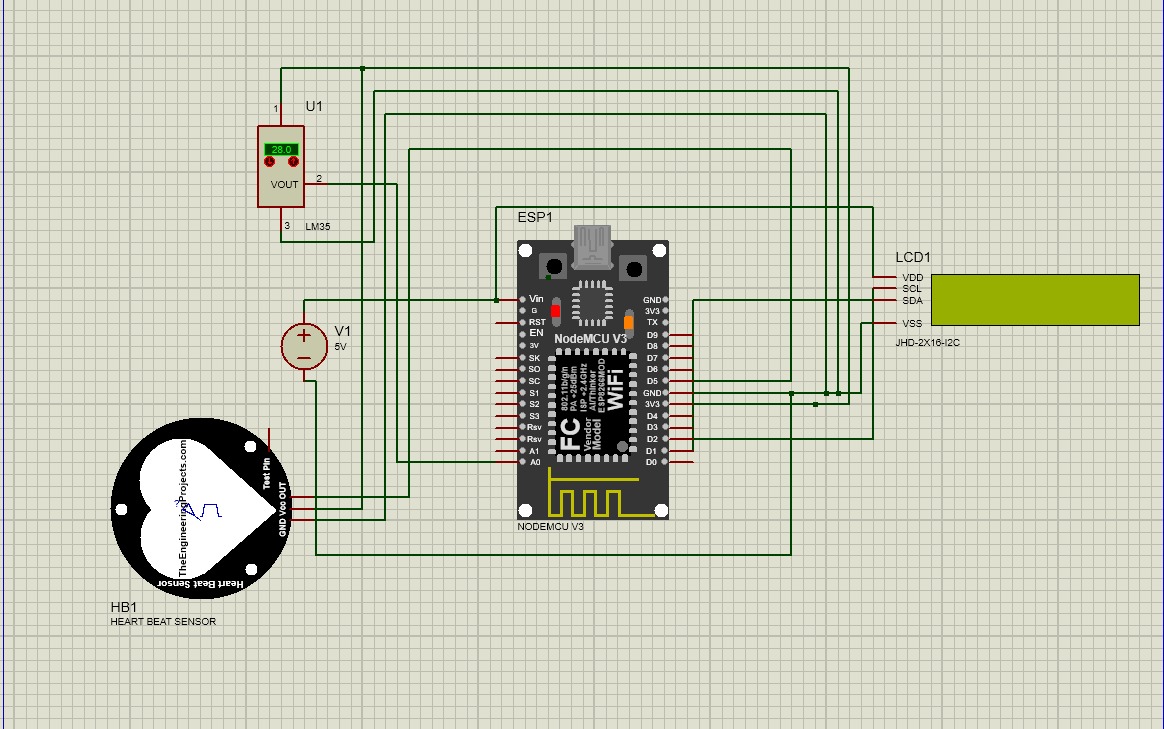 1
U1
28.0
VOUT
2
3
LM35
ESP1
Vin
G
RST
EN
3V
SK
SO
SC
S1
S2
S3
Rsv
Rsv
A1
A0
GND
3V3
TX
D9
D8
D7
D6
D5
GND
3V3
D4
D3
D2
D1
D0
NodeMCU V3
802.11b/g/n
PA +25dBm
ISP +2.4GHz
Al/Thinker
ESP8266MOD
WiFi
FC
Vendor
Model
NODEMCU V3
LCD1
VDD
SCL
SDA
VSS
JHD-2X16-I2C
V1
5V
+
−
Test Pin
GND Vcc OUT
TheEngineeringProjects.com
Heart Beat Sensor
HB1
HEART BEAT SENSOR